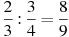 2/3 : 3/4 = 8/9